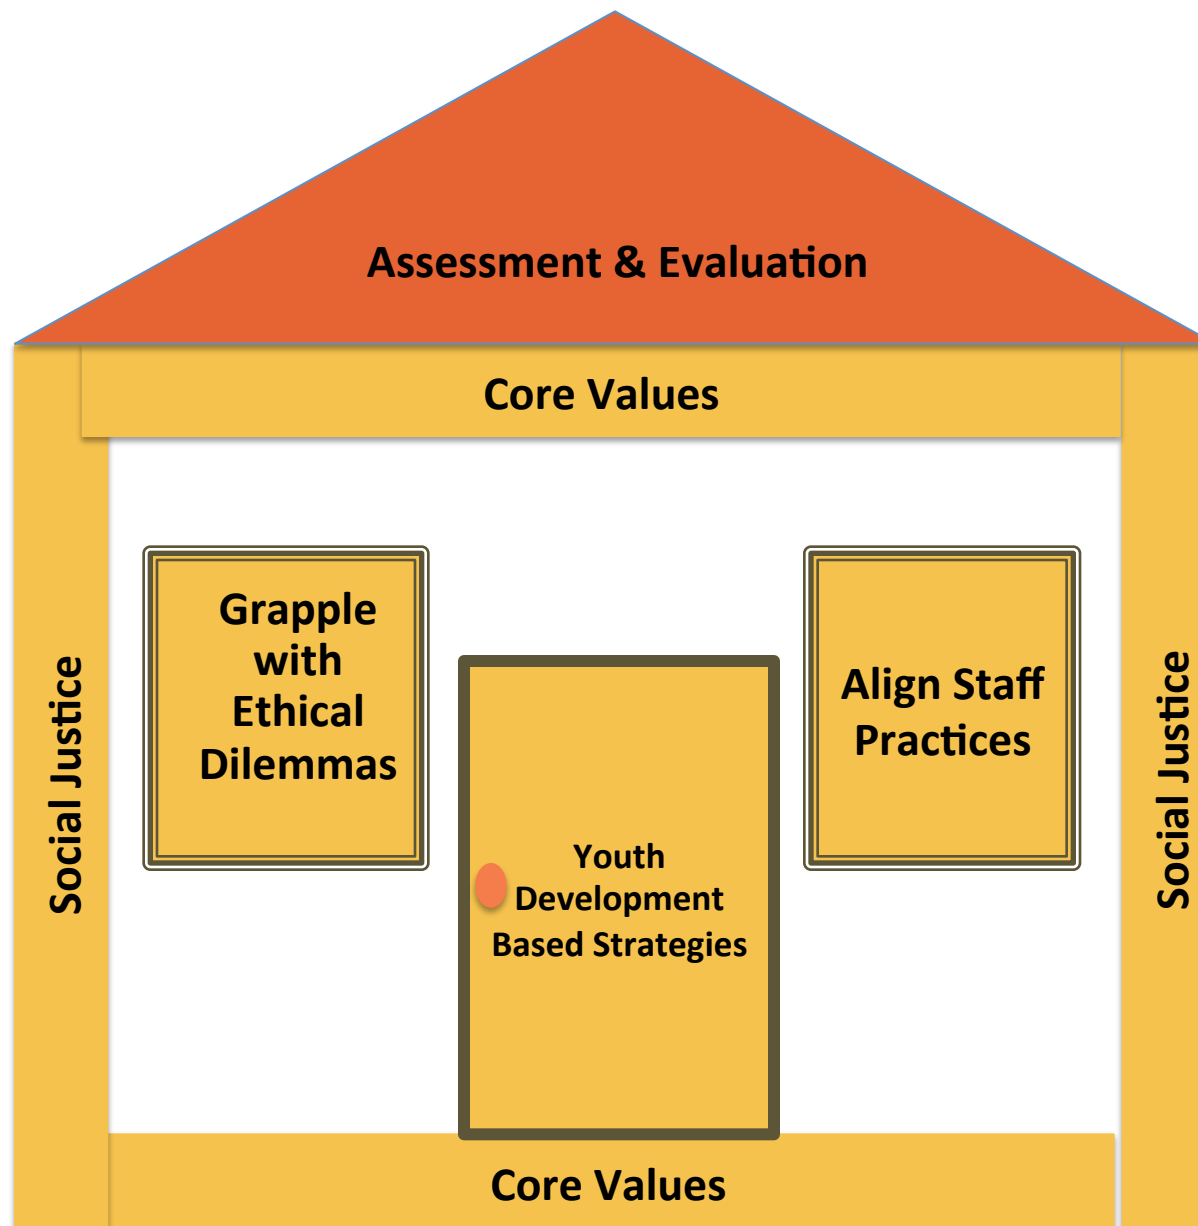 Assessment & Evaluation
Core Values
Social Justice
Grapple
with
Ethical
Dilemmas
Youth
Development
Based Strategies
Align Staff
Practices
Social Justice
Core Values